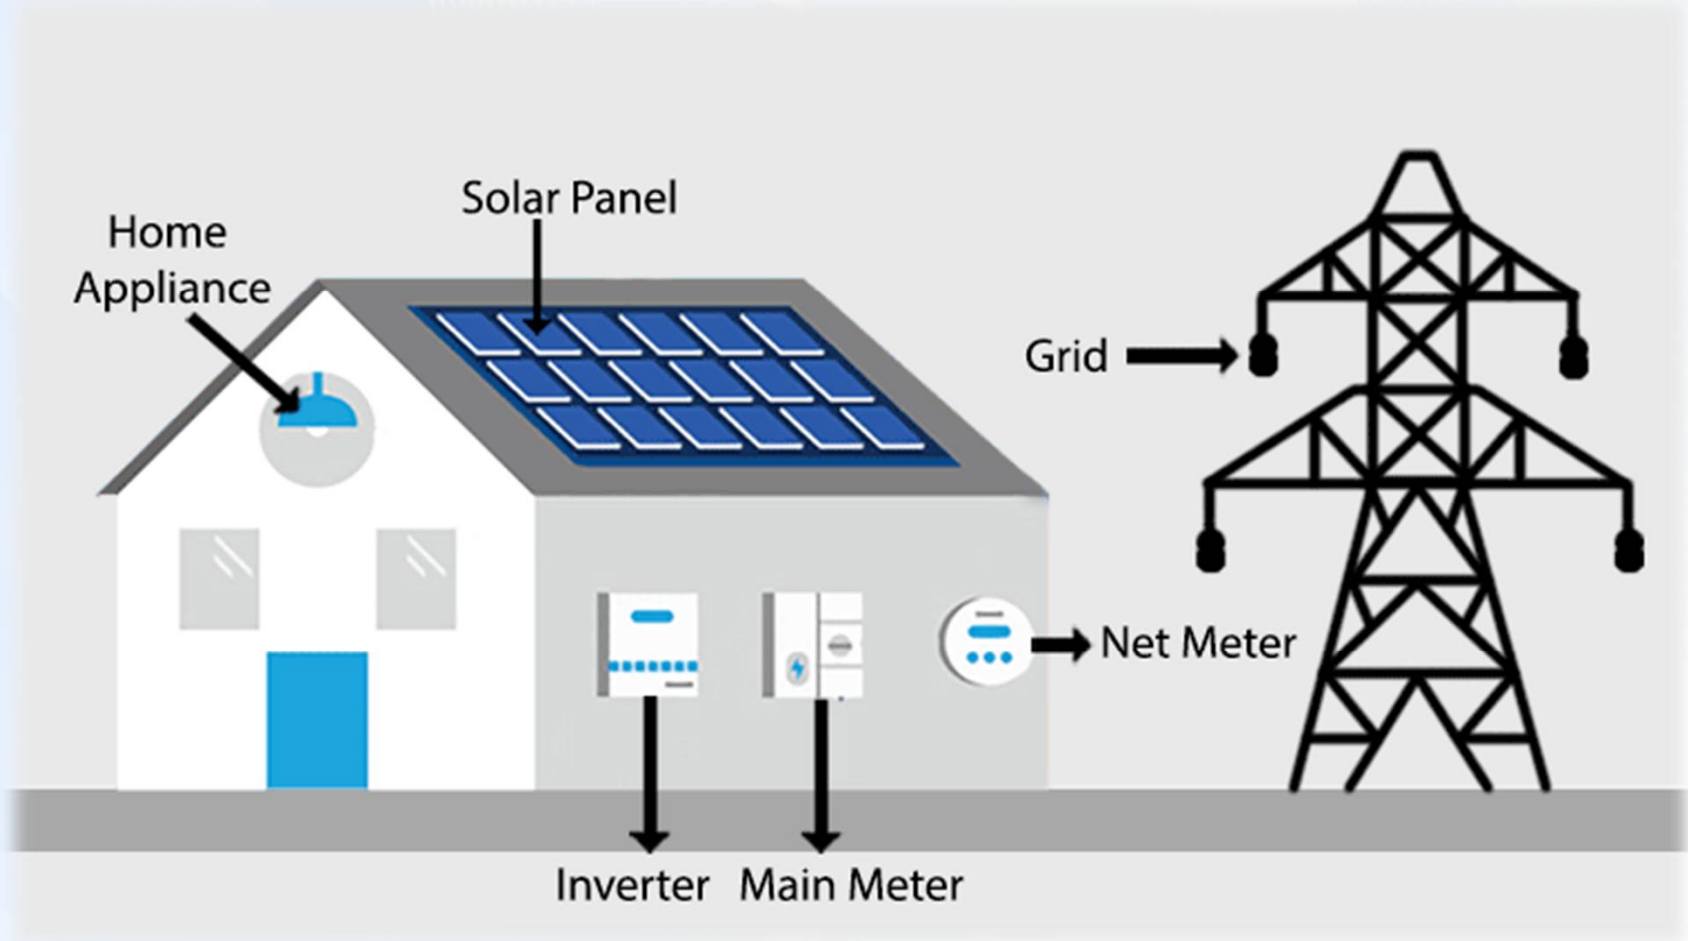 Solar Panel
Home
Appliance
Grid
Net Meter
Inverter
Main Meter